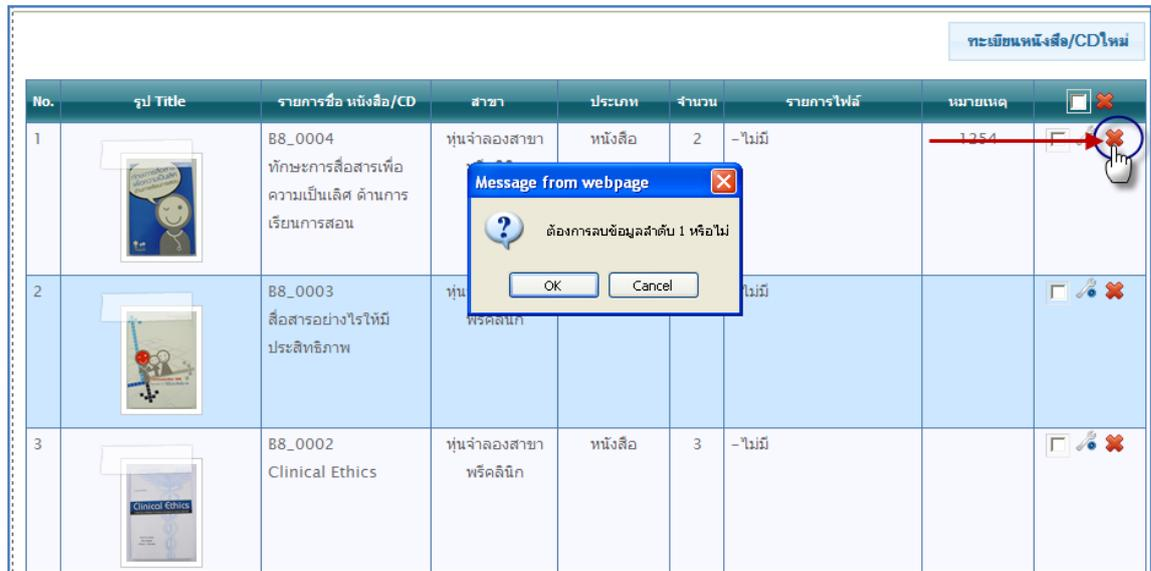 ทะเบียนหนังสือ/CDใหม่
No. รูป Title รายการชื่อ หนังสือ/CD สาขา ประเภท จำนวน รายการไฟล์ หมายเหตุ
1 B8_0004 หุ่นจำลองสาขา หนังสือ 2 -ไม่มี 1254
ทักษะการสื่อสารเพื่อ
ความเป็นเลิศ ด้านการ
เรียนการสอน
Message from webpage
ต้องการลบข้อมูลลำดับ 1 หรือไม่
OK Cancel
2 B8_0003
สื่อสารอย่างไรให้มี พรีคลินิก
ประสิทธิภาพ
3 B8_0002 หุ่นจำลองสาขา หนังสือ 3 -ไม่มี
Clinical Ethics พรีคลินิก
Clinical Ethics